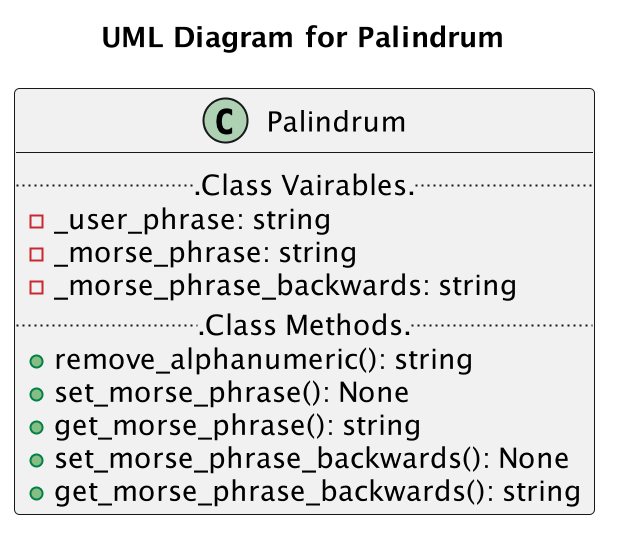 UML Diagram for Palindrum
C Palindrum
.Class Vairables.
_user_phrase: string
_morse_phrase: string
_morse_phrase_backwards: string
.Class Methods.
remove_alphanumeric(): string
set_morse_phrase(): None
get_morse_phrase(): string
set_morse_phrase_backwards(): None
get_morse_phrase_backwards(): string